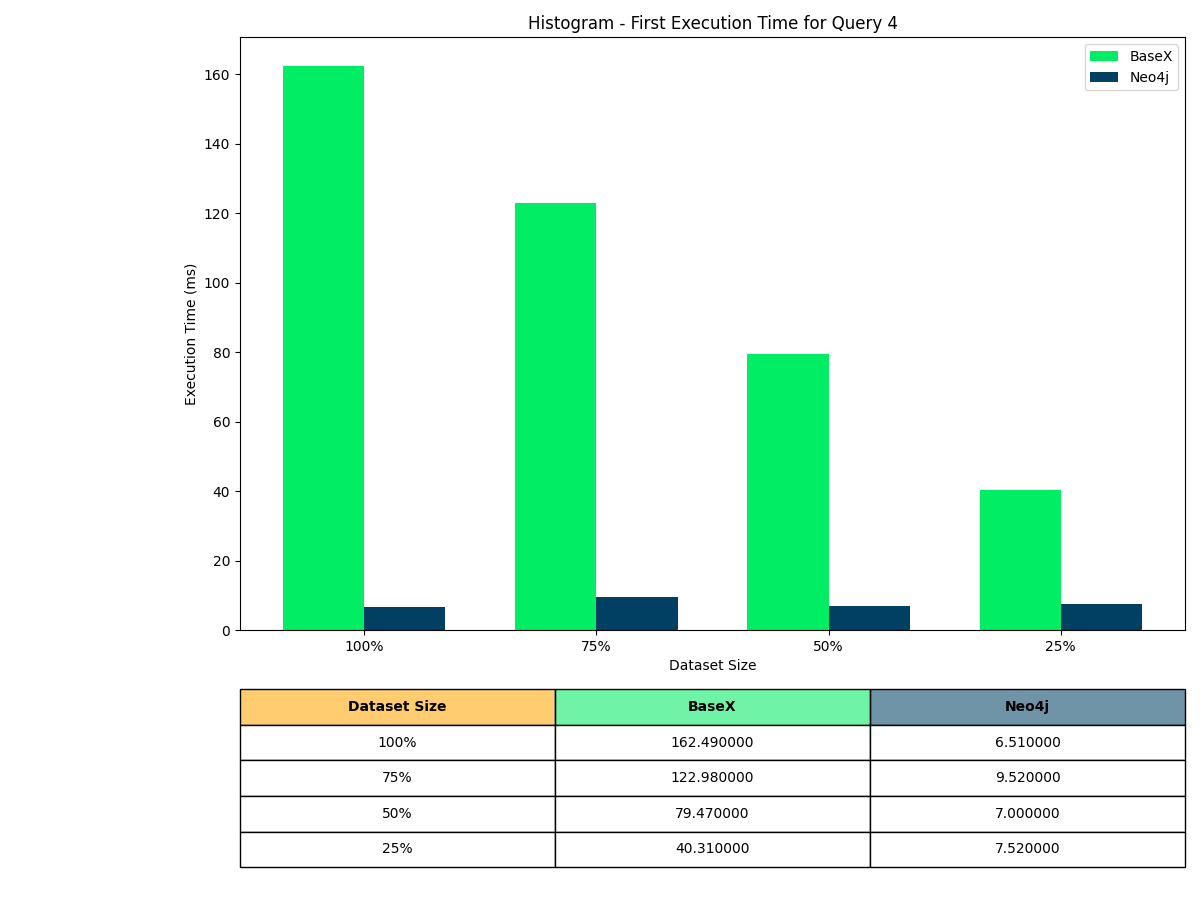 Histogram - First Execution Time for Query 4
BaseX
Neo4j
Execution Time (ms)
160
140
120
100
80
60
40
20
0
100% 75% 50% 25%
Dataset Size
Dataset Size BaseX Neo4j
100% 162.490000 6.510000
75% 122.980000 9.520000
50% 79.470000 7.000000
25% 40.310000 7.520000